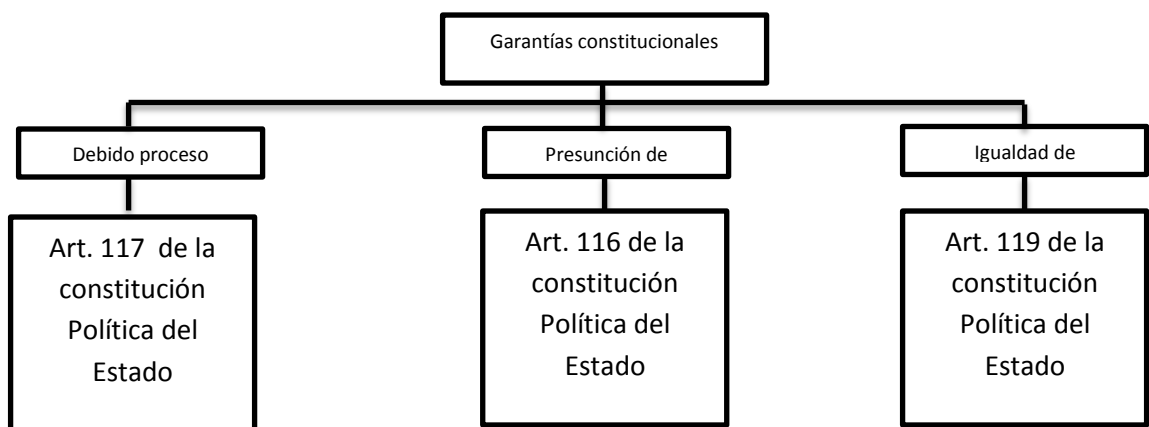 Garantías constitucionales
Debido proceso
Presunción de
Igualdad de
Art. 117 de la
constitución
Política del
Estado
Art. 116 de la
constitución
Política del
Estado
Art. 119 de la
constitución
Política del
Estado